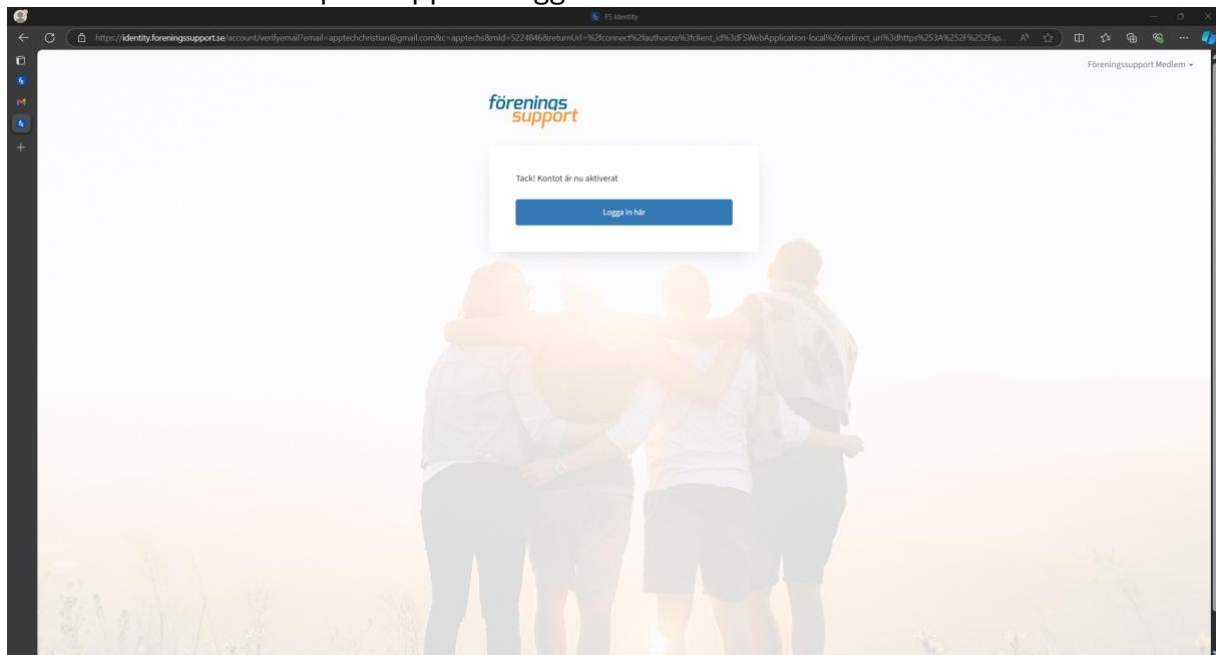 FS Identity
https://identity.foreningssupport.se/account/verifyemail?email=apptechchristian@gmail.com&c=apptechs&mId=5224846&returnUrl=%2fconnect%2fauthorize%3fclient_id%3dFSWebApplication-local%26redirect_uri%3dhttps%253A%252F%252Fap...
Föreningssupport Medlem
förenings
support
Tack! Kontot är nu aktiverat
Logga in här